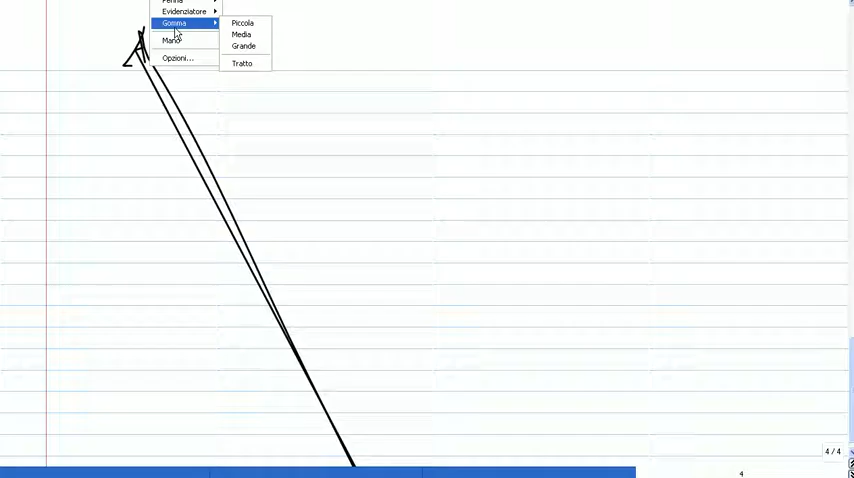 Penna
Evidenziatore
Gomma
Mano
Opzioni...
Piccola
Media
Grande
Tratto
A
4 / 4
4